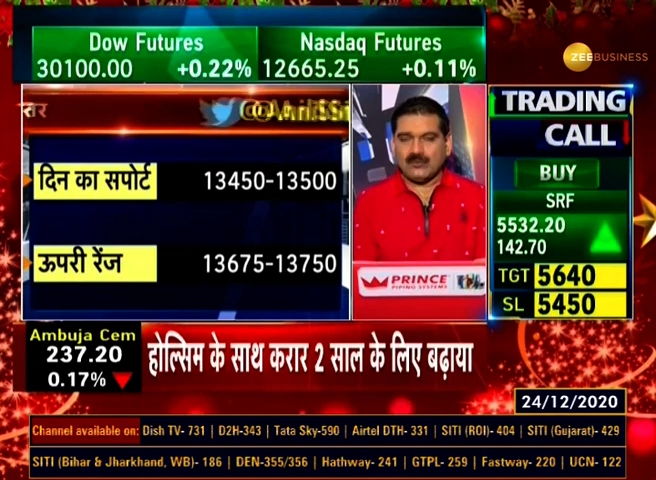 Dow Futures
30100.00 +0.22%
Nasdaq Futures
12665.25 +0.11%
ZEE BUSINESS
दिन का सपोर्ट 13450-13500
ऊपरी रेंज 13675-13750
PRINCE
PIPING SYSTEMS
TRADING
CALL
BUY
SRF
5532.20
142.70
TGT 5640
SL 5450
Ambuja Cem
237.20
0.17%
होल्सिम के साथ करार 2 साल के लिए बढ़ाया
24/12/2020
Channel available on: Dish TV- 731 | D2H-343 | Tata Sky-590 | Airtel DTH- 331 | SITI (ROI)- 404 | SITI (Gujarat)- 429
SITI (Bihar & Jharkhand, WB)- 186 | DEN-355/356 | Hathway- 241 | GTPL- 259 | Fastway- 220 | UCN- 122